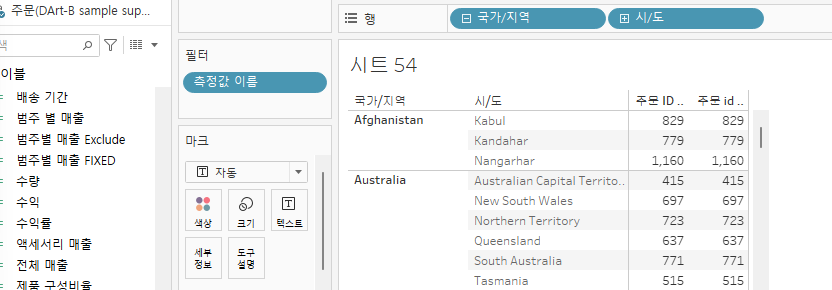 주문(DArt-B sample sup...
색
이블
배송 기간
범주 별 매출
범주별 매출 Exclude
범주별 매출 FIXED
수량
수익
수익률
액세서리 매출
전체 매출
제품 구성비율
필터
측정값 이름
마크
자동
색상 크기 텍스트
세부 정보 도구 설명
행 국가/지역 시/도
시트 54
국가/지역 시/도 주문 ID .. 주문 id ..
Afghanistan Kabul 829 829
Kandahar 779 779
Nangarhar 1,160 1,160
Australia Australian Capital Territo.. 415 415
New South Wales 697 697
Northern Territory 723 723
Queensland 637 637
South Australia 771 771
Tasmania 515 515